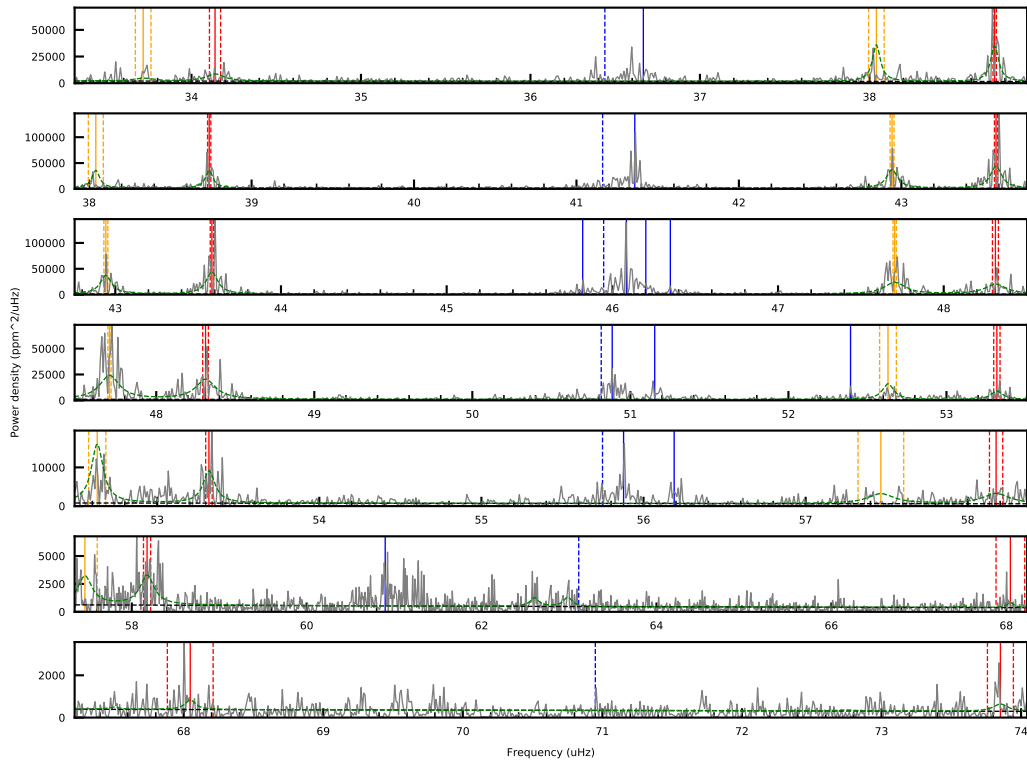 50000
25000
0
34 35 36 37 38
100000
50000
0
38 39 40 41 42 43
100000
50000
0
43 44 45 46 47 48
50000
25000
0
48 49 50 51 52 53
Power density (ppm^2/uHz)
10000
0
53 54 55 56 57 58
5000
2500
0
58 60 62 64 66 68
2000
0
68 69 70 71 72 73 74
Frequency (uHz)